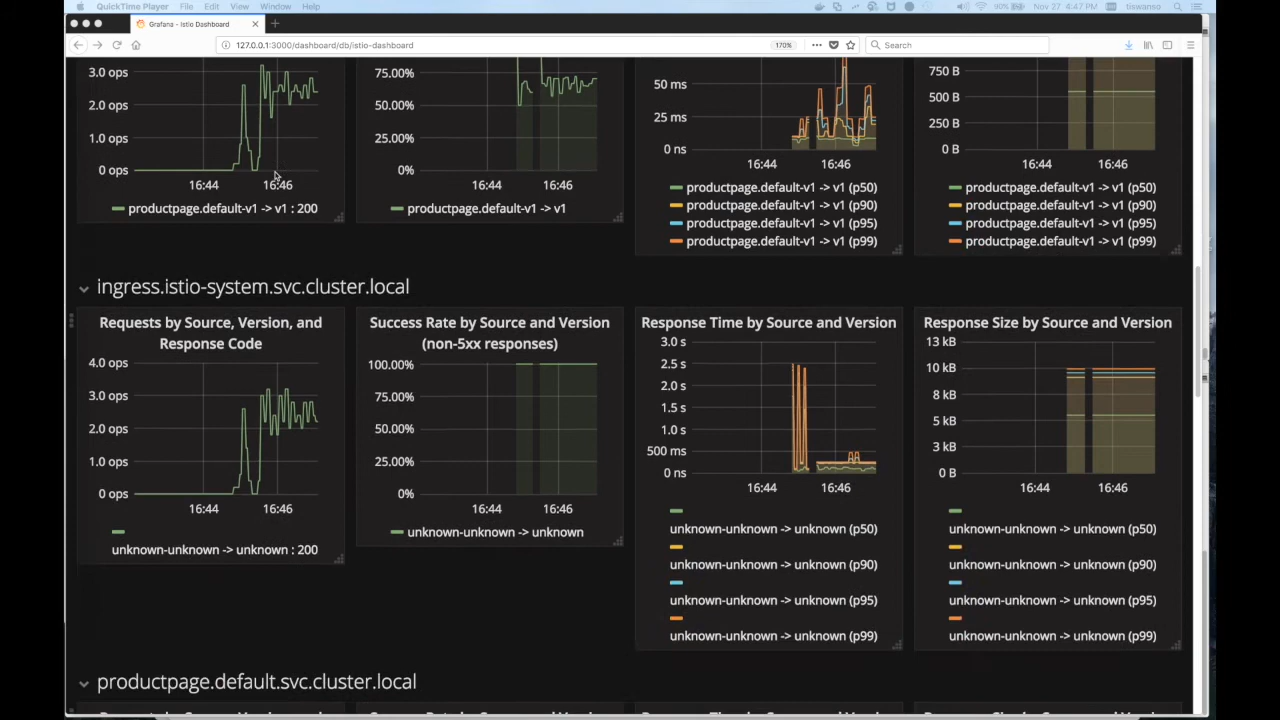 QuickTime Player File Edit View Window Help
90% Nov 27 4:47 PM tiswanso
Grafana - Istio Dashboard
127.0.0.1:3000/dashboard/db/istio-dashboard 170% Search
3.0 ops
2.0 ops
1.0 ops
0 ops
16:44 16:46
productpage.default-v1 -> v1 : 200
75.00%
50.00%
25.00%
0%
16:44 16:46
productpage.default-v1 -> v1
50 ms
25 ms
0 ns
16:44 16:46
productpage.default-v1 -> v1 (p50)
productpage.default-v1 -> v1 (p90)
productpage.default-v1 -> v1 (p95)
productpage.default-v1 -> v1 (p99)
750 B
500 B
250 B
0 B
16:44 16:46
productpage.default-v1 -> v1 (p50)
productpage.default-v1 -> v1 (p90)
productpage.default-v1 -> v1 (p95)
productpage.default-v1 -> v1 (p99)
ingress.istio-system.svc.cluster.local
Requests by Source, Version, and
Response Code
4.0 ops
3.0 ops
2.0 ops
1.0 ops
0 ops
16:44 16:46
unknown-unknown -> unknown : 200
Success Rate by Source and Version
(non-5xx responses)
100.00%
75.00%
50.00%
25.00%
0%
16:44 16:46
unknown-unknown -> unknown
Response Time by Source and Version
3.0 s
2.5 s
2.0 s
1.5 s
1.0 s
500 ms
0 ns
16:44 16:46
unknown-unknown -> unknown (p50)
unknown-unknown -> unknown (p90)
unknown-unknown -> unknown (p95)
unknown-unknown -> unknown (p99)
Response Size by Source and Version
13 kB
10 kB
8 kB
5 kB
3 kB
0 B
16:44 16:46
unknown-unknown -> unknown (p50)
unknown-unknown -> unknown (p90)
unknown-unknown -> unknown (p95)
unknown-unknown -> unknown (p99)
productpage.default.svc.cluster.local